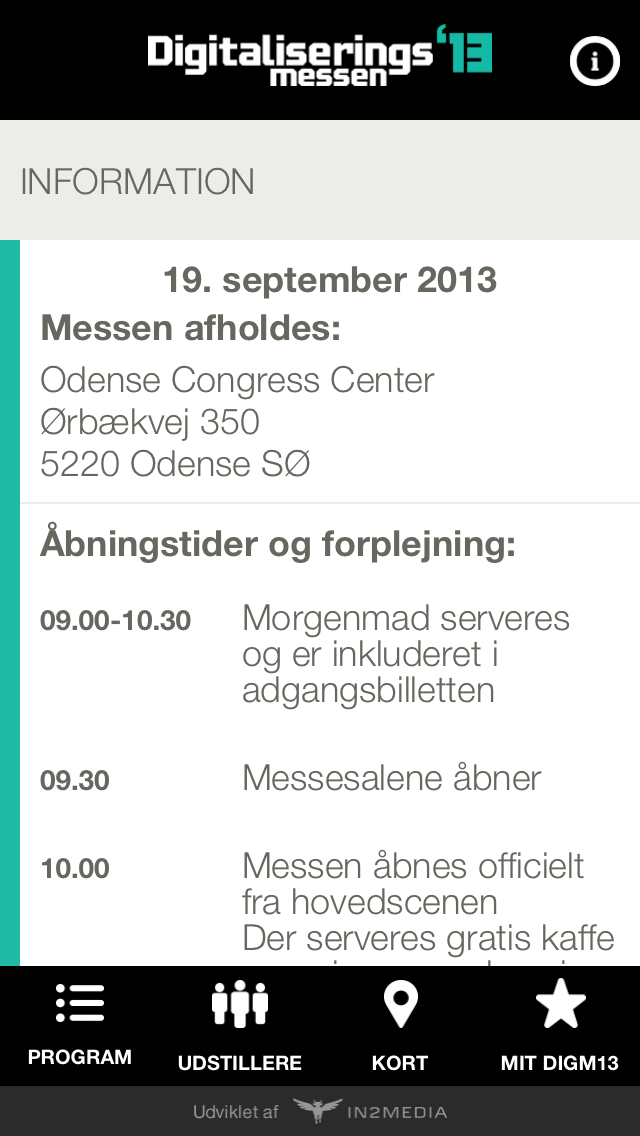 Digitaliserings '13
messen
INFORMATION
19. september 2013
Messen afholdes:
Odense Congress Center
Ørbækvej 350
5220 Odense SØ
Åbningstider og forplejning:
09.00-10.30 Morgenmad serveres
og er inkluderet i
adgangsbilletten
09.30 Messesalene åbner
10.00 Messen åbnes officielt
fra hovedscenen
Der serveres gratis kaffe
PROGRAM UDSTILLERE KORT MIT DIGM13
Udviklet af IN2MEDIA